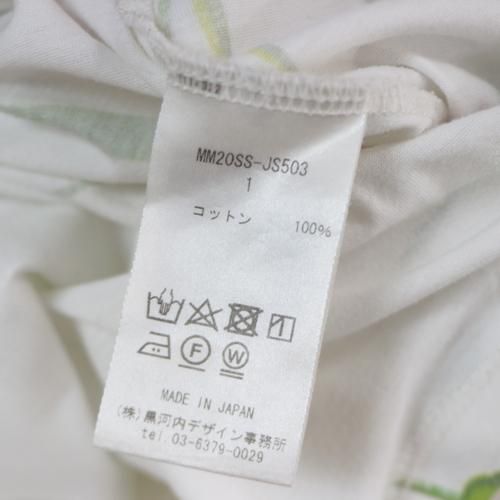 MM20SS-JS503
1
コットン 100%
F W
MADE IN JAPAN
(株)黒河内デザイン事務所
tel.03-6379-0029